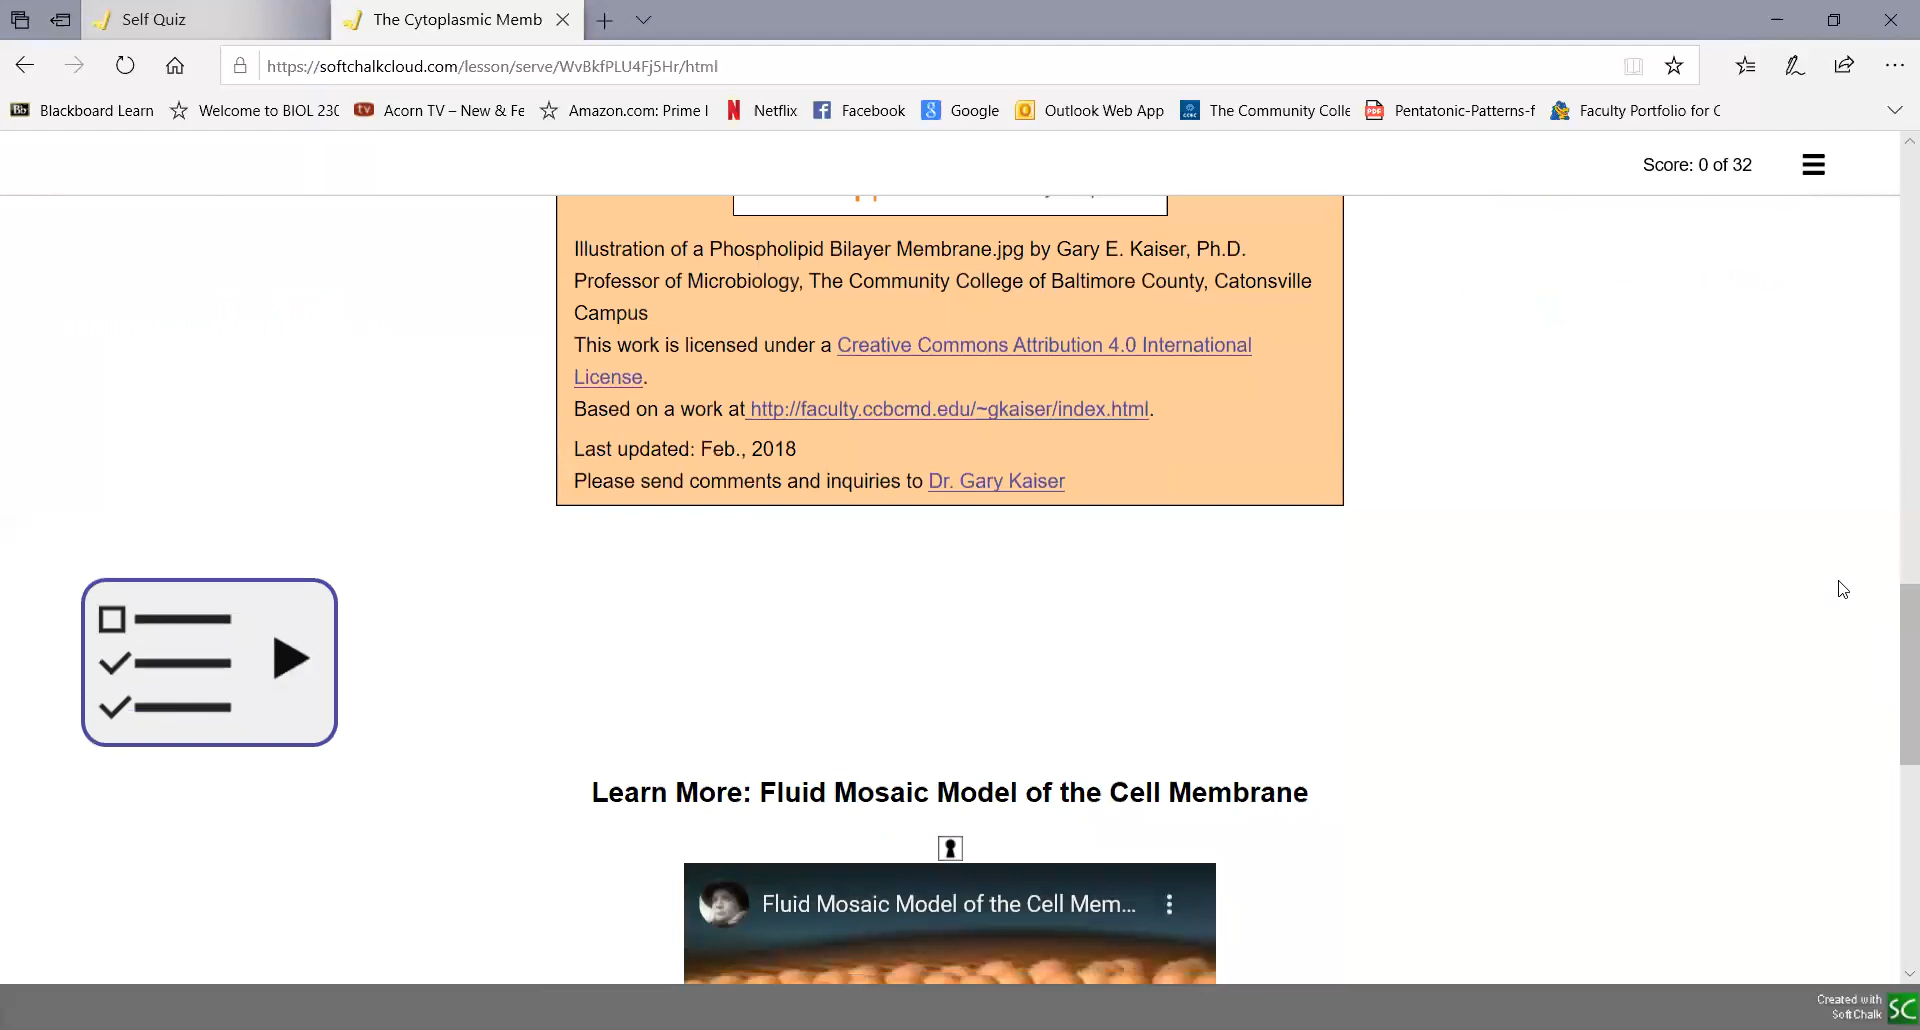 Self Quiz
The Cytoplasmic Memb
https://softchalkcloud.com/lesson/serve/WvBkfPLU4Fj5Hr/html
Bb Blackboard Learn Welcome to BIOL 230 tv Acorn TV – New & Fe Amazon.com: Prime N Netflix f Facebook 8 Google Outlook Web App The Community Colle PDF Pentatonic-Patterns-f Faculty Portfolio for C
Score: 0 of 32
Illustration of a Phospholipid Bilayer Membrane.jpg by Gary E. Kaiser, Ph.D.
Professor of Microbiology, The Community College of Baltimore County, Catonsville
Campus
This work is licensed under a Creative Commons Attribution 4.0 International
License.
Based on a work at http://faculty.ccbcmd.edu/~gkaiser/index.html.
Last updated: Feb., 2018
Please send comments and inquiries to Dr. Gary Kaiser
Learn More: Fluid Mosaic Model of the Cell Membrane
Fluid Mosaic Model of the Cell Mem...
Created with
SoftChalk SC